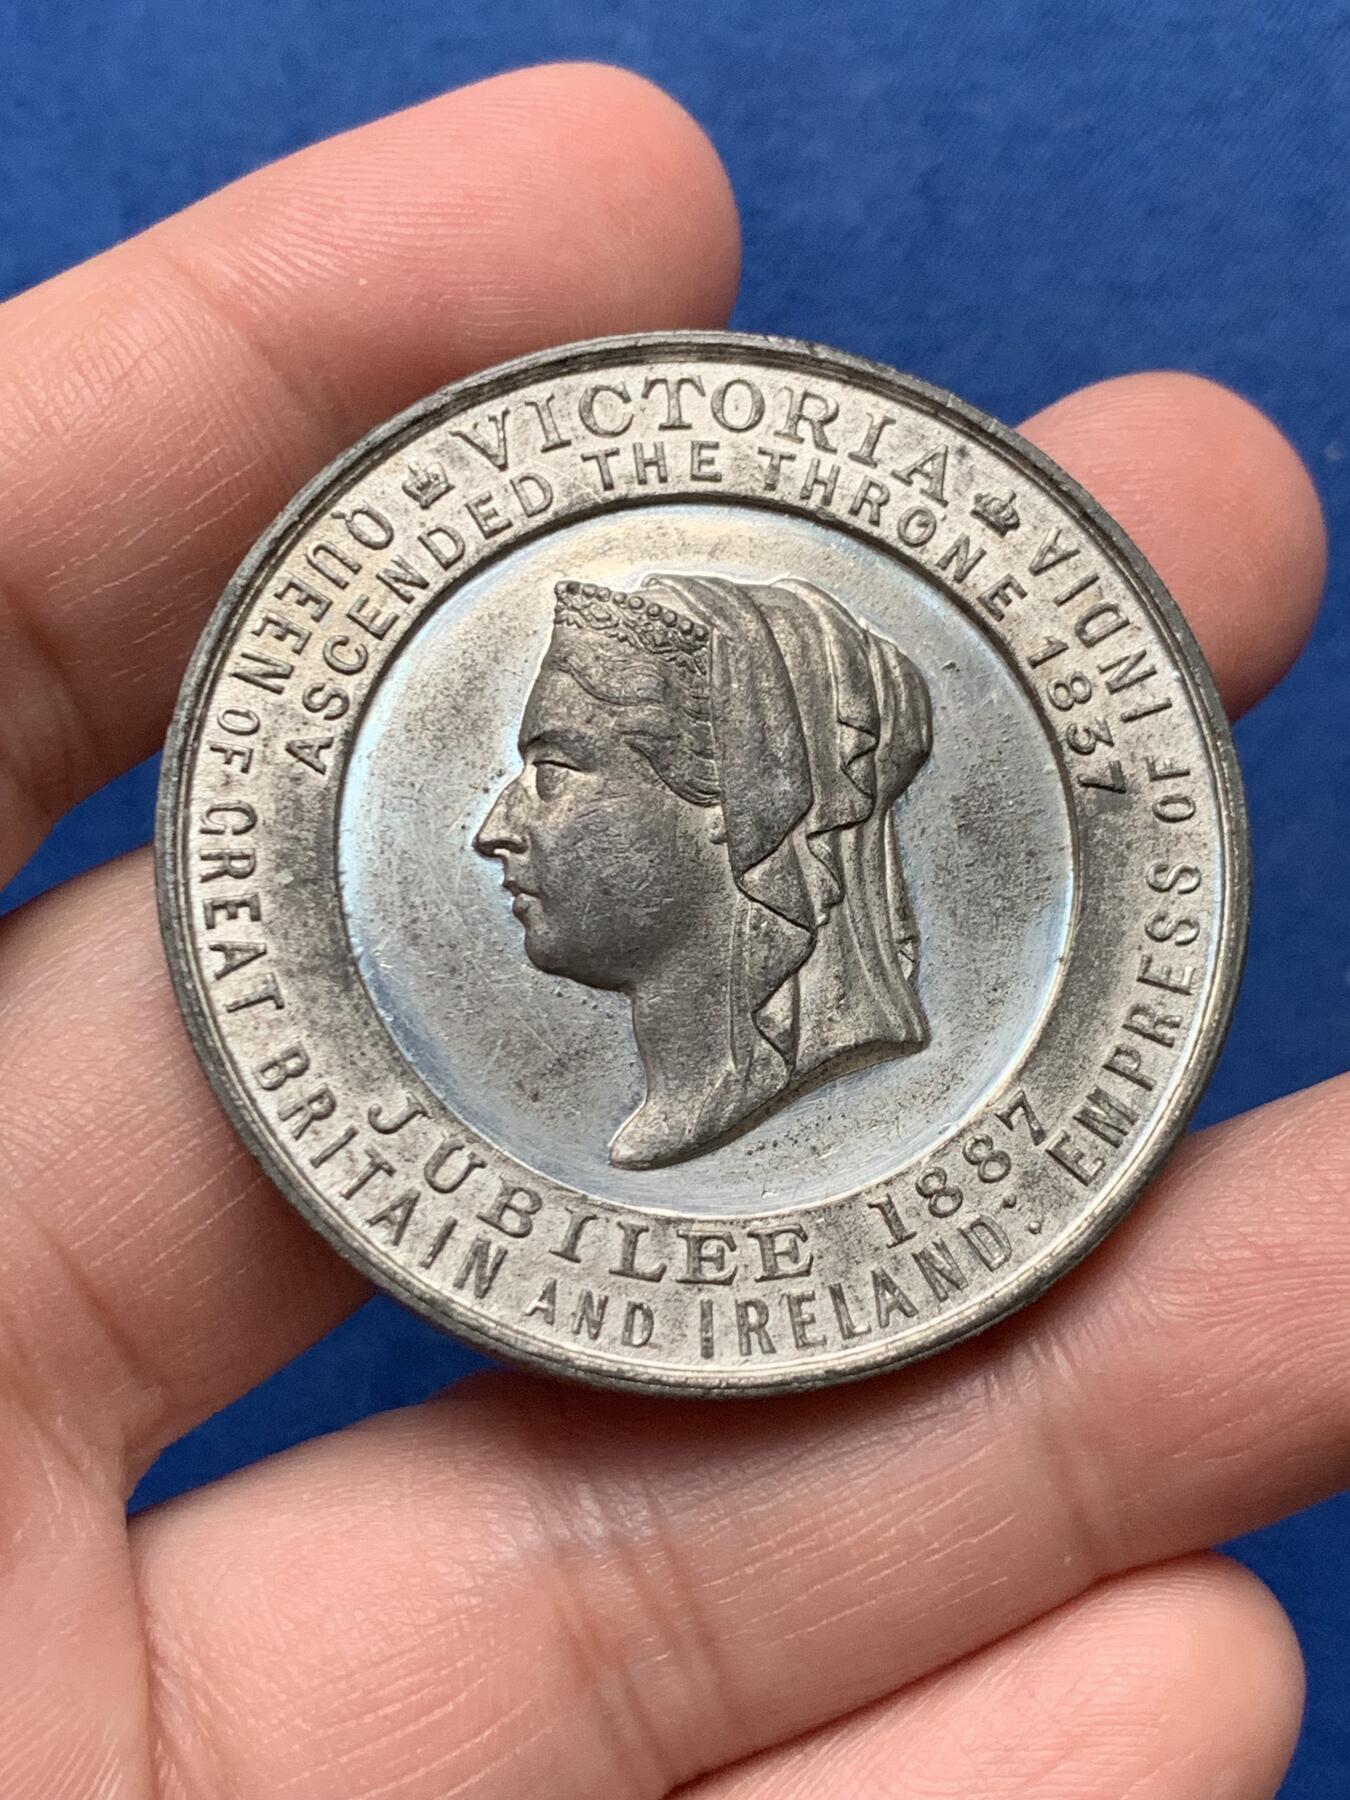 VICTORIA
QUEEN OF GREAT BRITAIN AND IRELAND: EMPRESS OF INDIA
ASCENDED THE THRONE 1837
JUBILEE 1887